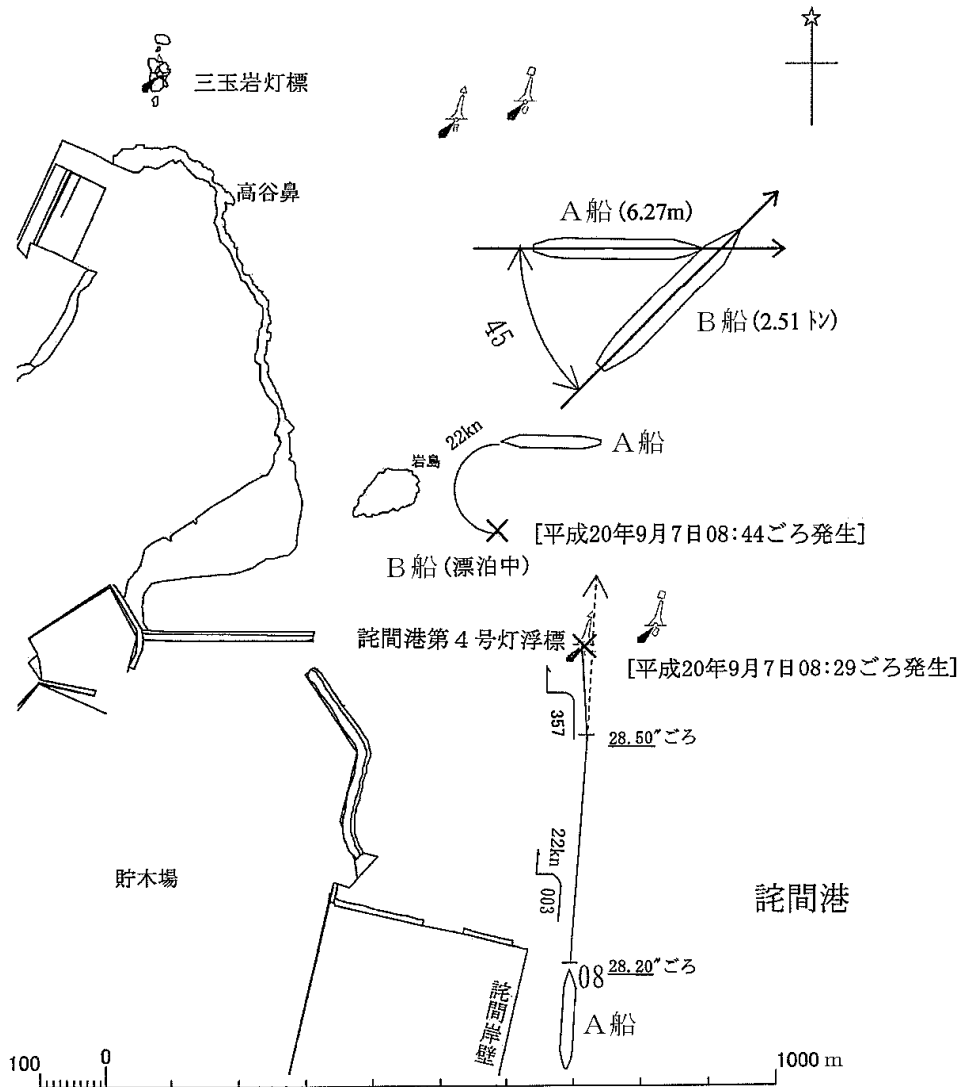 三玉岩灯標
高谷鼻
A船(6.27m)
45
B船(2.51トン)
22kn
A船
岩島
[平成20年9月7日08:44ごろ発生]
B船(漂泊中)
詫間港第4号灯浮標
[平成20年9月7日08:29ごろ発生]
357
28.50"ごろ
22kn
003
貯木場
詫間港
08 28.20"ごろ
詫間岸壁
A船
100 0 1000 m